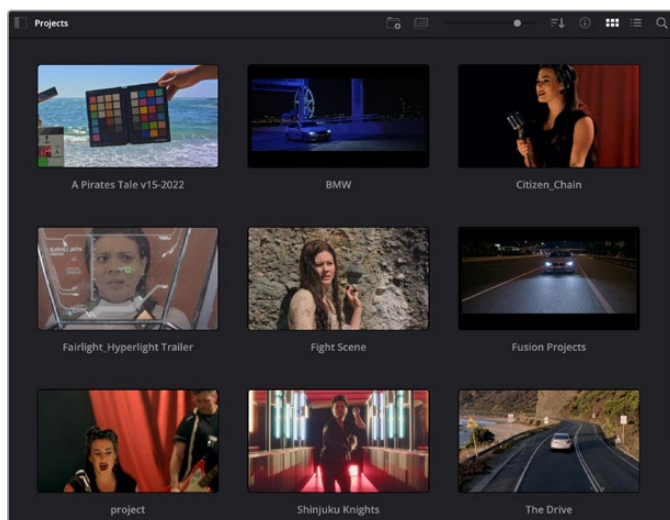 Projects
A Pirates Tale v15-2022
BMW
Citizen_Chain
Fairlight_Hyperlight Trailer
Fight Scene
Fusion Projects
project
Shinjuku Knights
The Drive